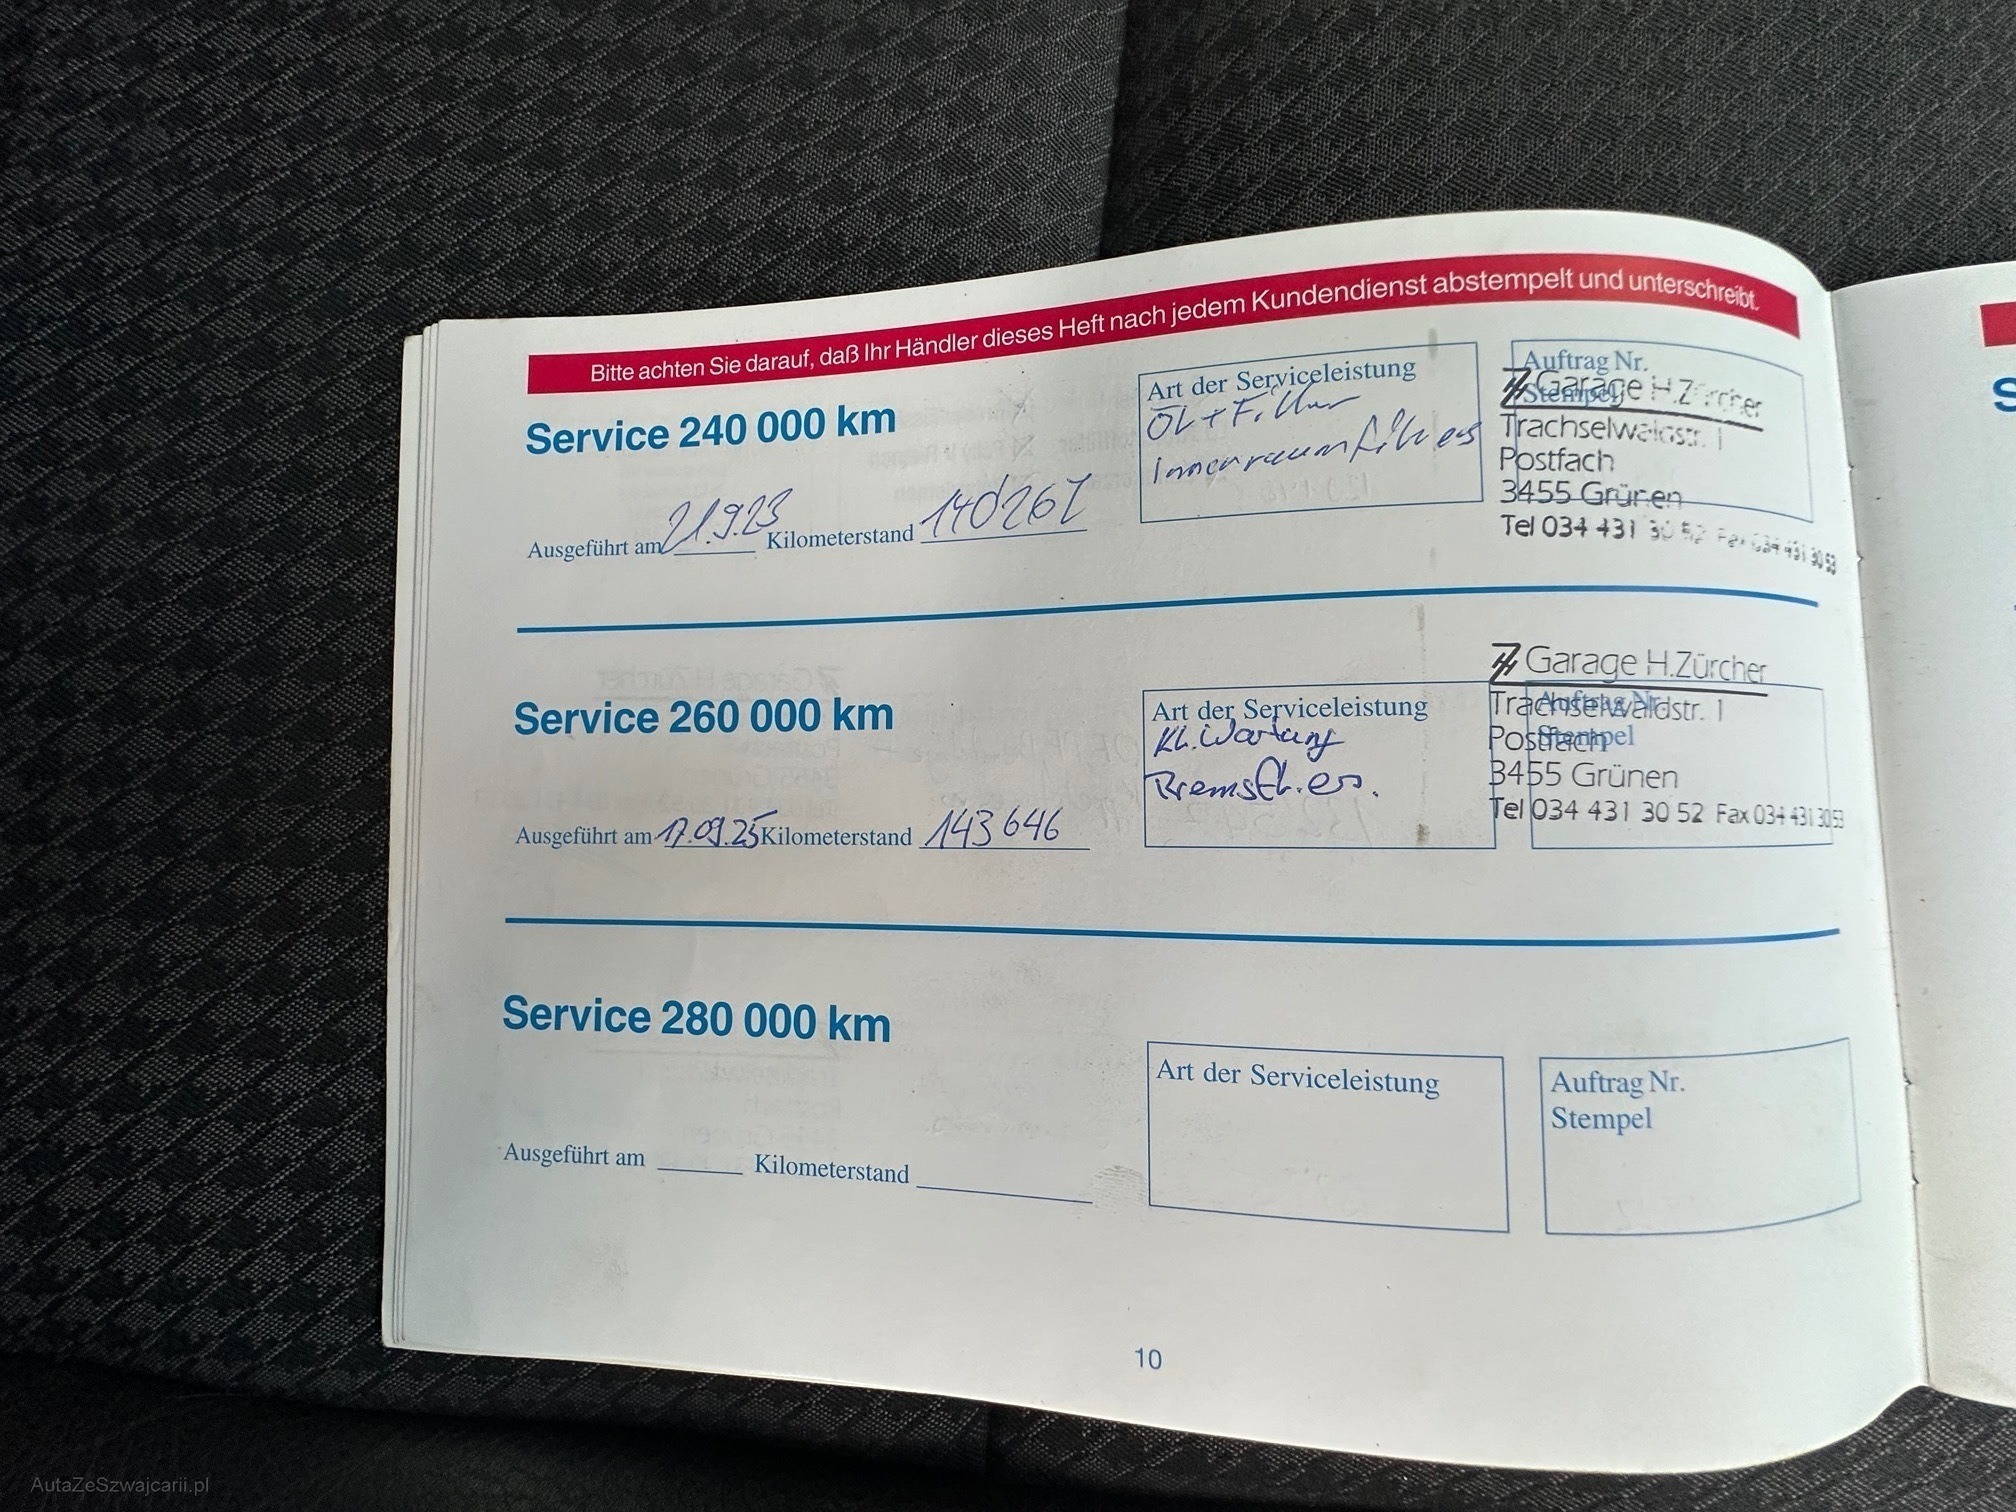 Bitte achten Sie darauf, daß Ihr Händler dieses Heft nach jedem Kundendienst abstempelt und unterschreibt.
Service 240 000 km
Ausgeführt am 21.9.23 Kilometerstand 140267
Art der Serviceleistung
ÖL + Filter
Innenraumfilter
Auftrag Nr.
Stempel
Garage H.Zürcher
Trachselwaldstr. 1
Postfach
3455 Grünen
Tel 034 431 30 52 Fax 034 431 30 53
Service 260 000 km
Ausgeführt am 17.09.25 Kilometerstand 143646
Art der Serviceleistung
Kl. Wartung
Bremsfl. ers.
Auftrag Nr.
Stempel
Garage H.Zürcher
Trachselwaldstr. 1
Postfach
3455 Grünen
Tel 034 431 30 52 Fax 034 431 30 53
Service 280 000 km
Ausgeführt am Kilometerstand
Art der Serviceleistung
Auftrag Nr.
Stempel
10
S
AutaZeSzwajcarii.pl